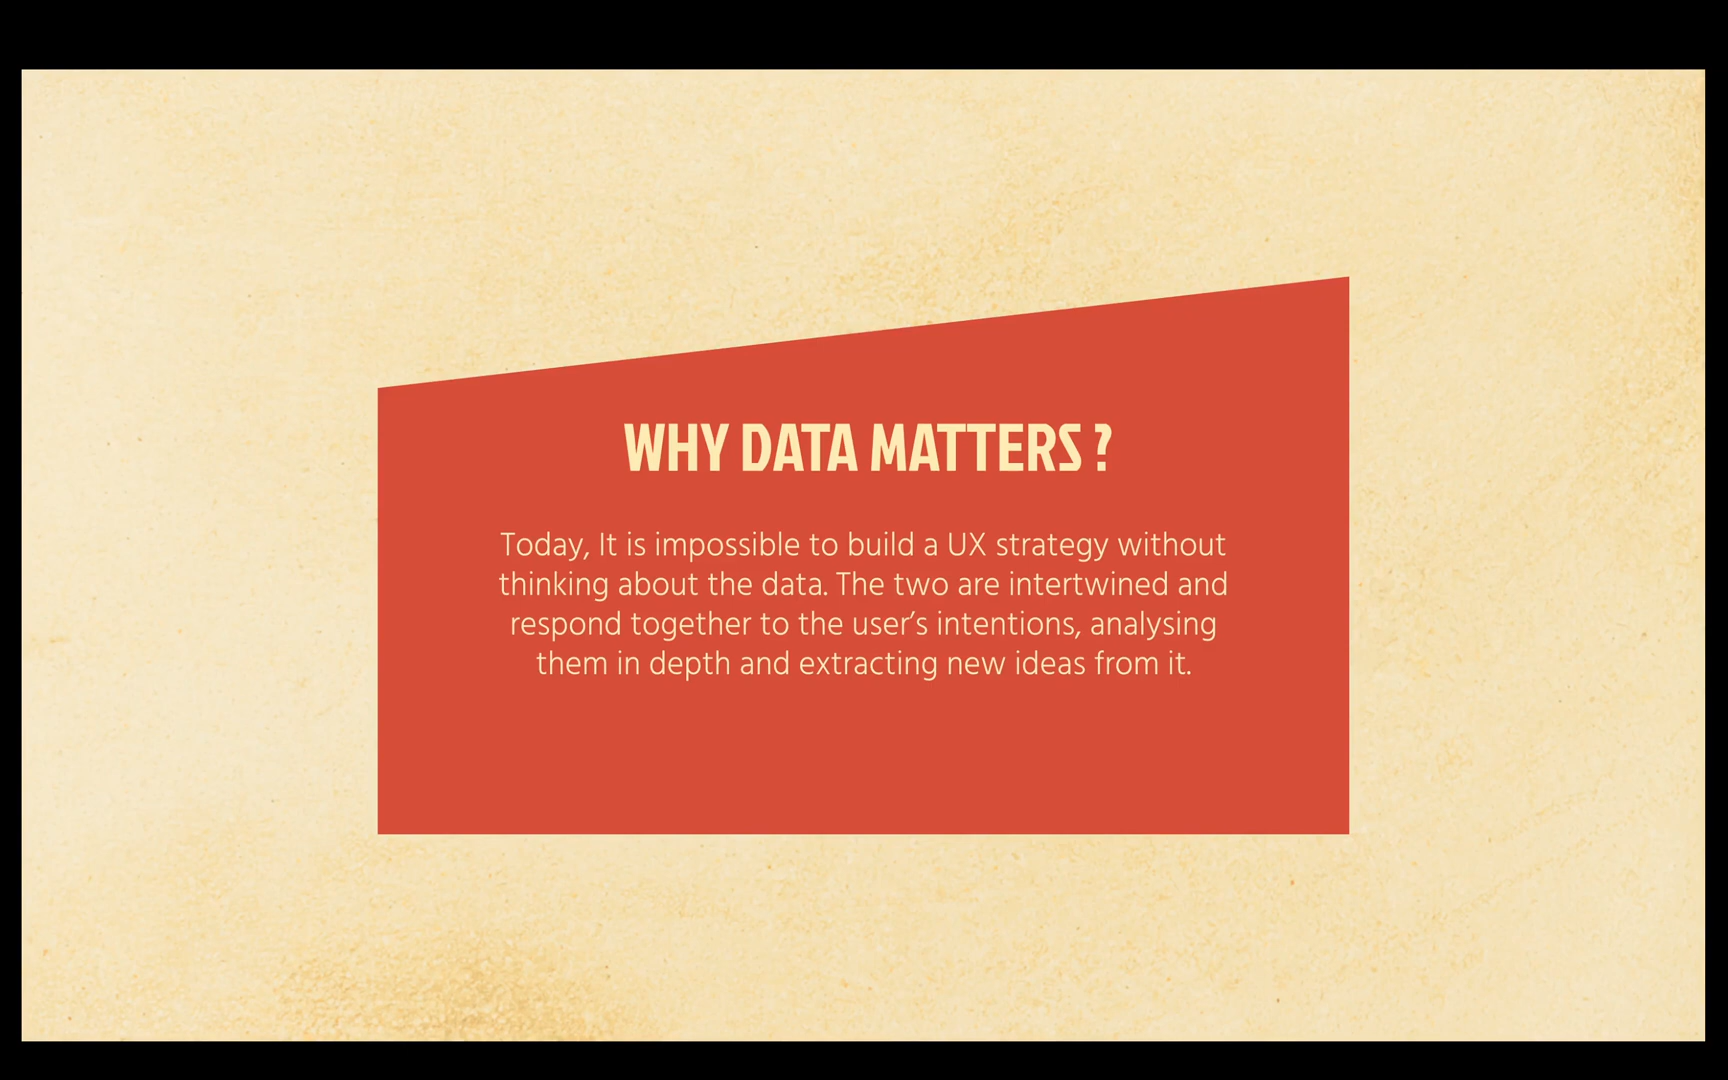 WHY DATA MATTERS ?
Today, It is impossible to build a UX strategy without
thinking about the data. The two are intertwined and
respond together to the user’s intentions, analysing
them in depth and extracting new ideas from it.